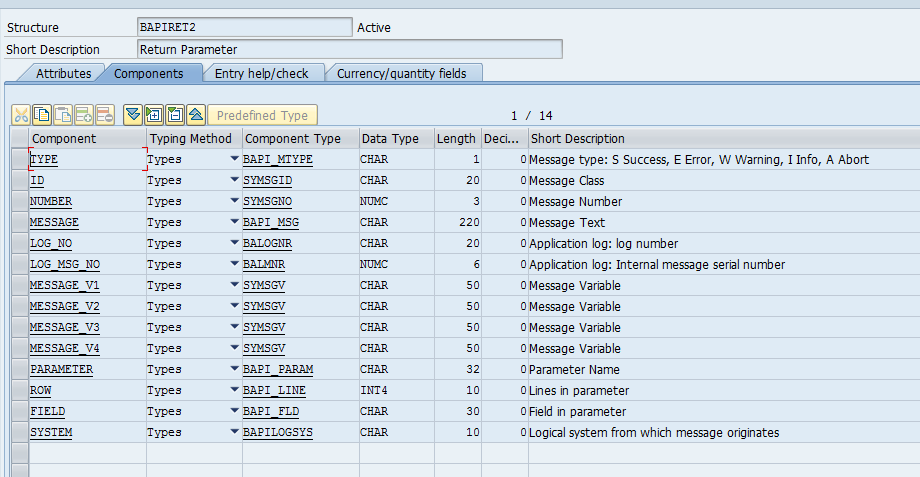 Structure BAPIRET2 Active
Short Description Return Parameter
Attributes Components Entry help/check Currency/quantity fields
Predefined Type 1 / 14
Component Typing Method Component Type Data Type Length Deci... Short Description
TYPE Types BAPI_MTYPE CHAR 1 0 Message type: S Success, E Error, W Warning, I Info, A Abort
ID Types SYMSGID CHAR 20 0 Message Class
NUMBER Types SYMSGNO NUMC 3 0 Message Number
MESSAGE Types BAPI_MSG CHAR 220 0 Message Text
LOG_NO Types BALOGNR CHAR 20 0 Application log: log number
LOG_MSG_NO Types BALMNR NUMC 6 0 Application log: Internal message serial number
MESSAGE_V1 Types SYMSGV CHAR 50 0 Message Variable
MESSAGE_V2 Types SYMSGV CHAR 50 0 Message Variable
MESSAGE_V3 Types SYMSGV CHAR 50 0 Message Variable
MESSAGE_V4 Types SYMSGV CHAR 50 0 Message Variable
PARAMETER Types BAPI_PARAM CHAR 32 0 Parameter Name
ROW Types BAPI_LINE INT4 10 0 Lines in parameter
FIELD Types BAPI_FLD CHAR 30 0 Field in parameter
SYSTEM Types BAPILOGSYS CHAR 10 0 Logical system from which message originates